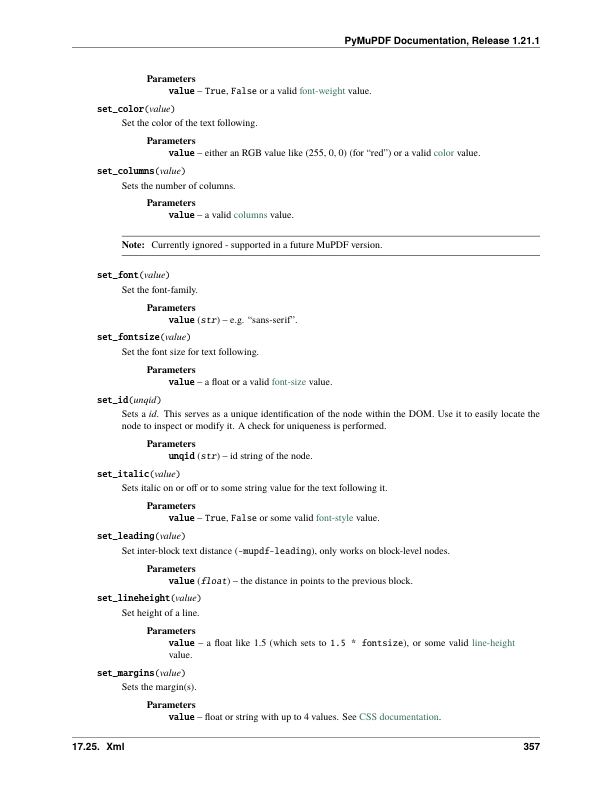 PyMuPDF Documentation, Release 1.21.1
Parameters
value – True, False or a valid font-weight value.
set_color(value)
Set the color of the text following.
Parameters
value – either an RGB value like (255, 0, 0) (for “red”) or a valid color value.
set_columns(value)
Sets the number of columns.
Parameters
value – a valid columns value.
Note: Currently ignored - supported in a future MuPDF version.
set_font(value)
Set the font-family.
Parameters
value (str) – e.g. “sans-serif”.
set_fontsize(value)
Set the font size for text following.
Parameters
value – a float or a valid font-size value.
set_id(unqid)
Sets a id. This serves as a unique identification of the node within the DOM. Use it to easily locate the
node to inspect or modify it. A check for uniqueness is performed.
Parameters
unqid (str) – id string of the node.
set_italic(value)
Sets italic on or off or to some string value for the text following it.
Parameters
value – True, False or some valid font-style value.
set_leading(value)
Set inter-block text distance (-mupdf-leading), only works on block-level nodes.
Parameters
value (float) – the distance in points to the previous block.
set_lineheight(value)
Set height of a line.
Parameters
value – a float like 1.5 (which sets to 1.5 * fontsize), or some valid line-height
value.
set_margins(value)
Sets the margin(s).
Parameters
value – float or string with up to 4 values. See CSS documentation.
17.25. Xml 357